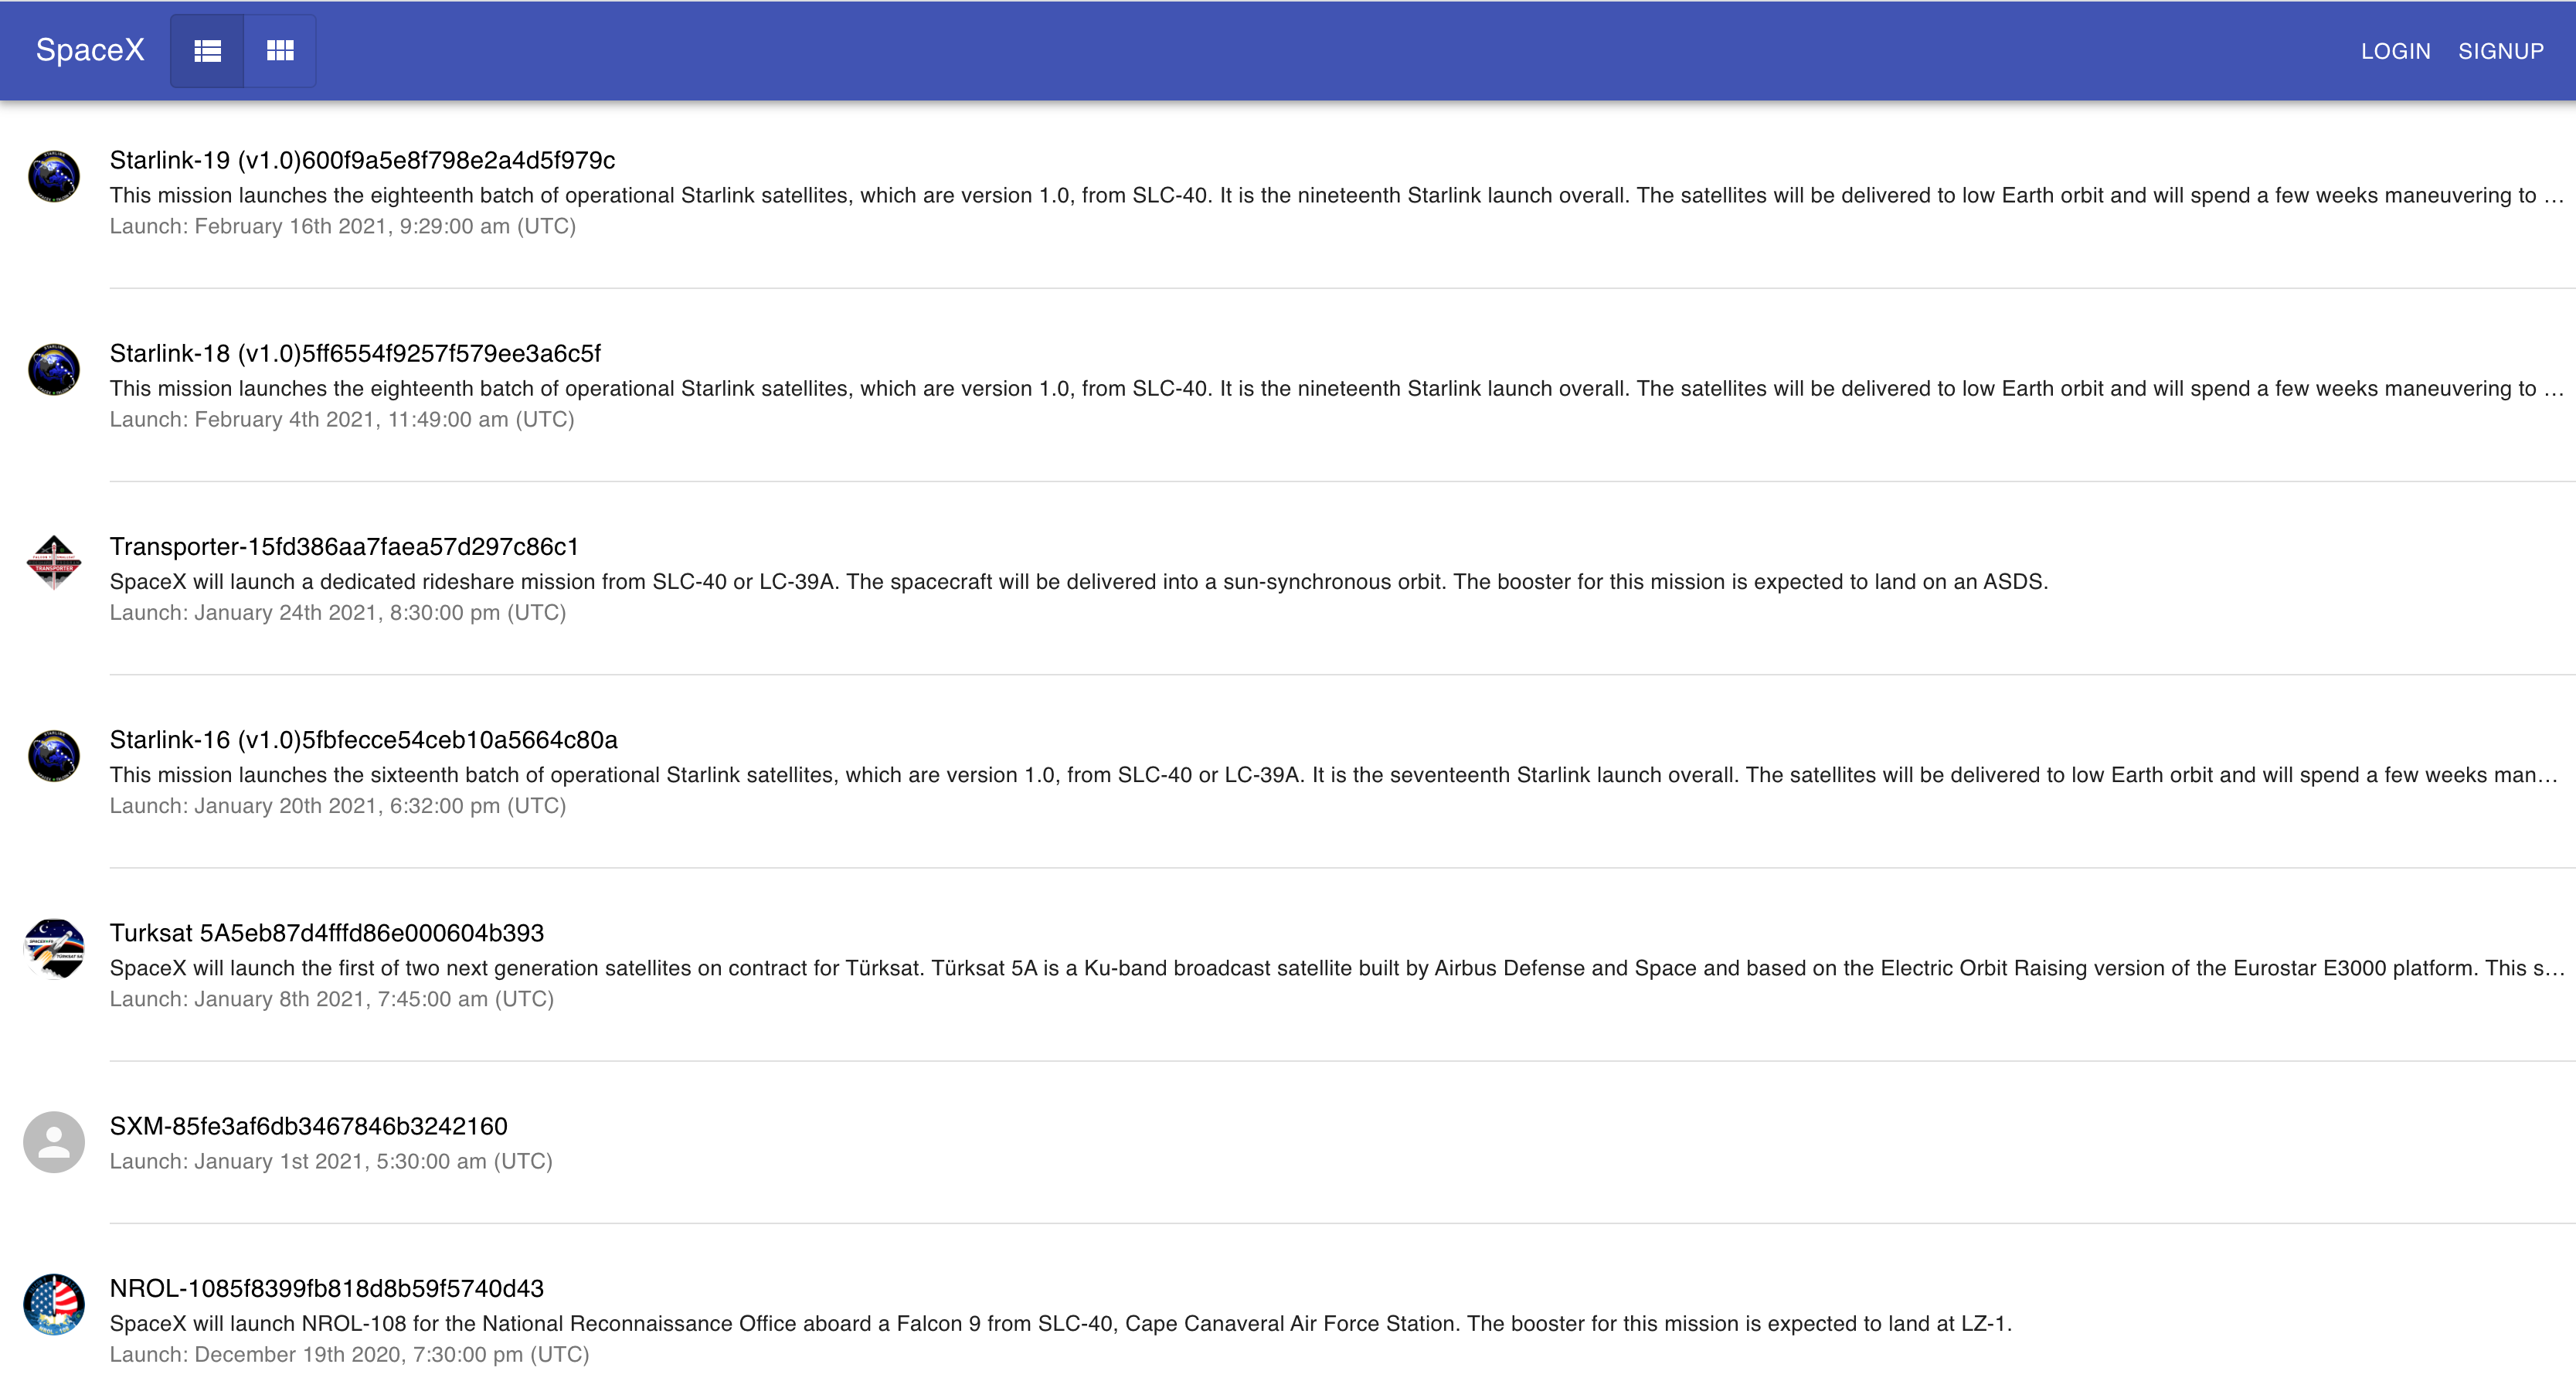 SpaceX
LOGIN SIGNUP
Starlink-19 (v1.0)600f9a5e8f798e2a4d5f979c
This mission launches the eighteenth batch of operational Starlink satellites, which are version 1.0, from SLC-40. It is the nineteenth Starlink launch overall. The satellites will be delivered to low Earth orbit and will spend a few weeks maneuvering to …
Launch: February 16th 2021, 9:29:00 am (UTC)
Starlink-18 (v1.0)5ff6554f9257f579ee3a6c5f
This mission launches the eighteenth batch of operational Starlink satellites, which are version 1.0, from SLC-40. It is the nineteenth Starlink launch overall. The satellites will be delivered to low Earth orbit and will spend a few weeks maneuvering to …
Launch: February 4th 2021, 11:49:00 am (UTC)
TRANSPORTER
Transporter-15fd386aa7faea57d297c86c1
SpaceX will launch a dedicated rideshare mission from SLC-40 or LC-39A. The spacecraft will be delivered into a sun-synchronous orbit. The booster for this mission is expected to land on an ASDS.
Launch: January 24th 2021, 8:30:00 pm (UTC)
Starlink-16 (v1.0)5fbfecce54ceb10a5664c80a
This mission launches the sixteenth batch of operational Starlink satellites, which are version 1.0, from SLC-40 or LC-39A. It is the seventeenth Starlink launch overall. The satellites will be delivered to low Earth orbit and will spend a few weeks man…
Launch: January 20th 2021, 6:32:00 pm (UTC)
Turksat 5A5eb87d4fffd86e000604b393
SpaceX will launch the first of two next generation satellites on contract for Türksat. Türksat 5A is a Ku-band broadcast satellite built by Airbus Defense and Space and based on the Electric Orbit Raising version of the Eurostar E3000 platform. This s…
Launch: January 8th 2021, 7:45:00 am (UTC)
SXM-85fe3af6db3467846b3242160
Launch: January 1st 2021, 5:30:00 am (UTC)
NROL-1085f8399fb818d8b59f5740d43
SpaceX will launch NROL-108 for the National Reconnaissance Office aboard a Falcon 9 from SLC-40, Cape Canaveral Air Force Station. The booster for this mission is expected to land at LZ-1.
Launch: December 19th 2020, 7:30:00 pm (UTC)